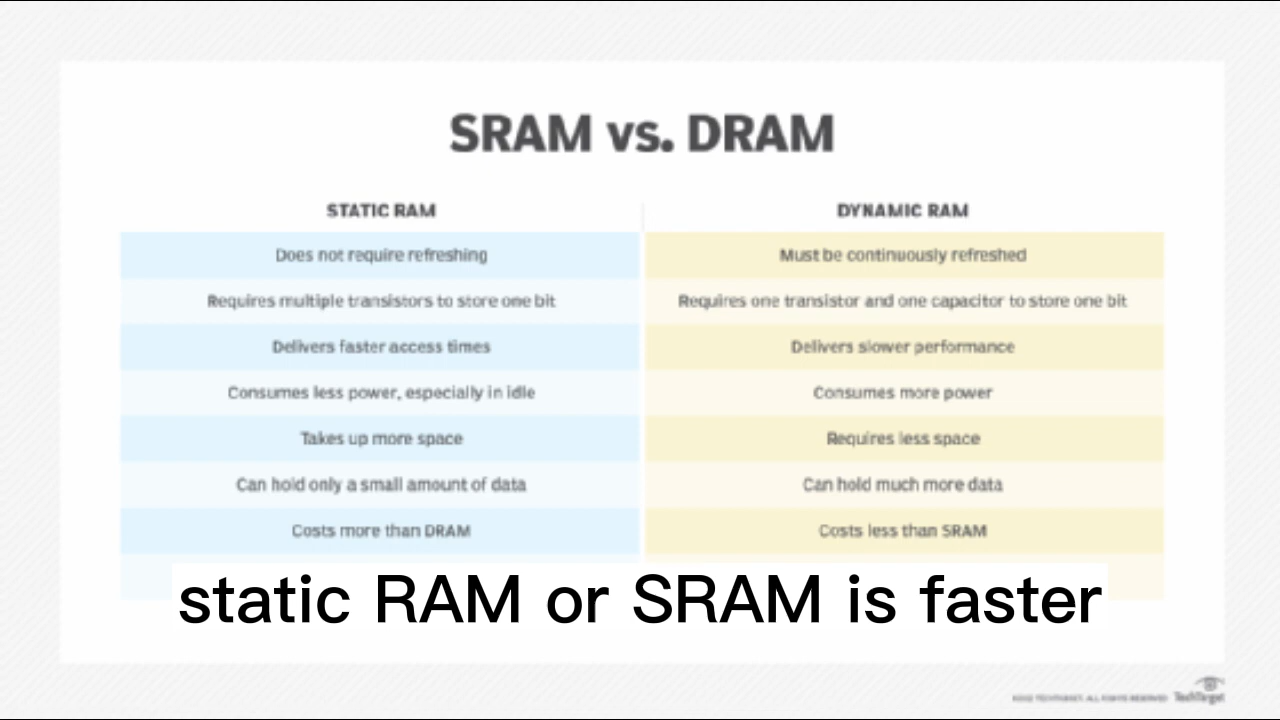 SRAM vs. DRAM
STATIC RAM DYNAMIC RAM
Does not require refreshing Must be continuously refreshed
Requires multiple transistors to store one bit Requires one transistor and one capacitor to store one bit
Delivers faster access times Delivers slower performance
Consumes less power, especially in idle Consumes more power
Takes up more space Requires less space
Can hold only a small amount of data Can hold much more data
Costs more than DRAM Costs less than SRAM
static RAM or SRAM is faster
TechTarget